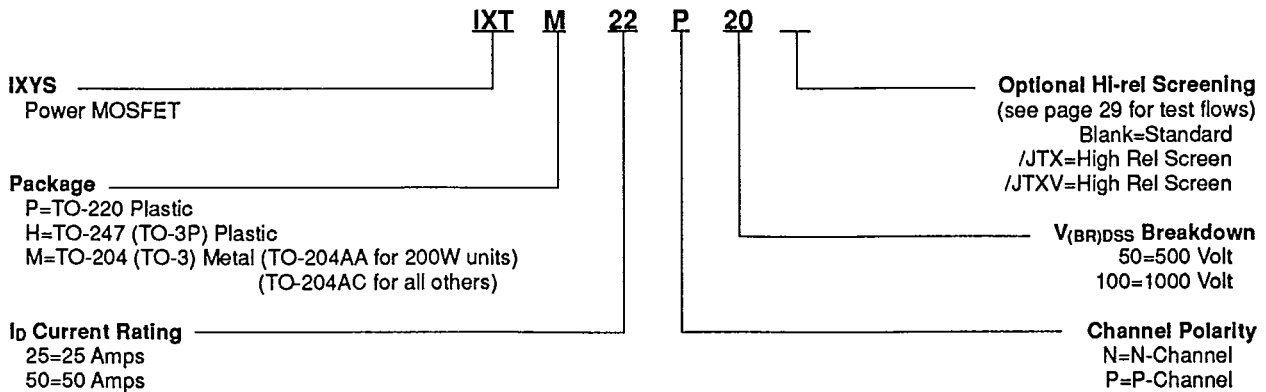 IXT M 22 P 20 _
IXYS
Power MOSFET
Package
P=TO-220 Plastic
H=TO-247 (TO-3P) Plastic
M=TO-204 (TO-3) Metal (TO-204AA for 200W units)
(TO-204AC for all others)
ID Current Rating
25=25 Amps
50=50 Amps
Optional Hi-rel Screening
(see page 29 for test flows)
Blank=Standard
/JTX=High Rel Screen
/JTXV=High Rel Screen
V(BR)DSS Breakdown
50=500 Volt
100=1000 Volt
Channel Polarity
N=N-Channel
P=P-Channel